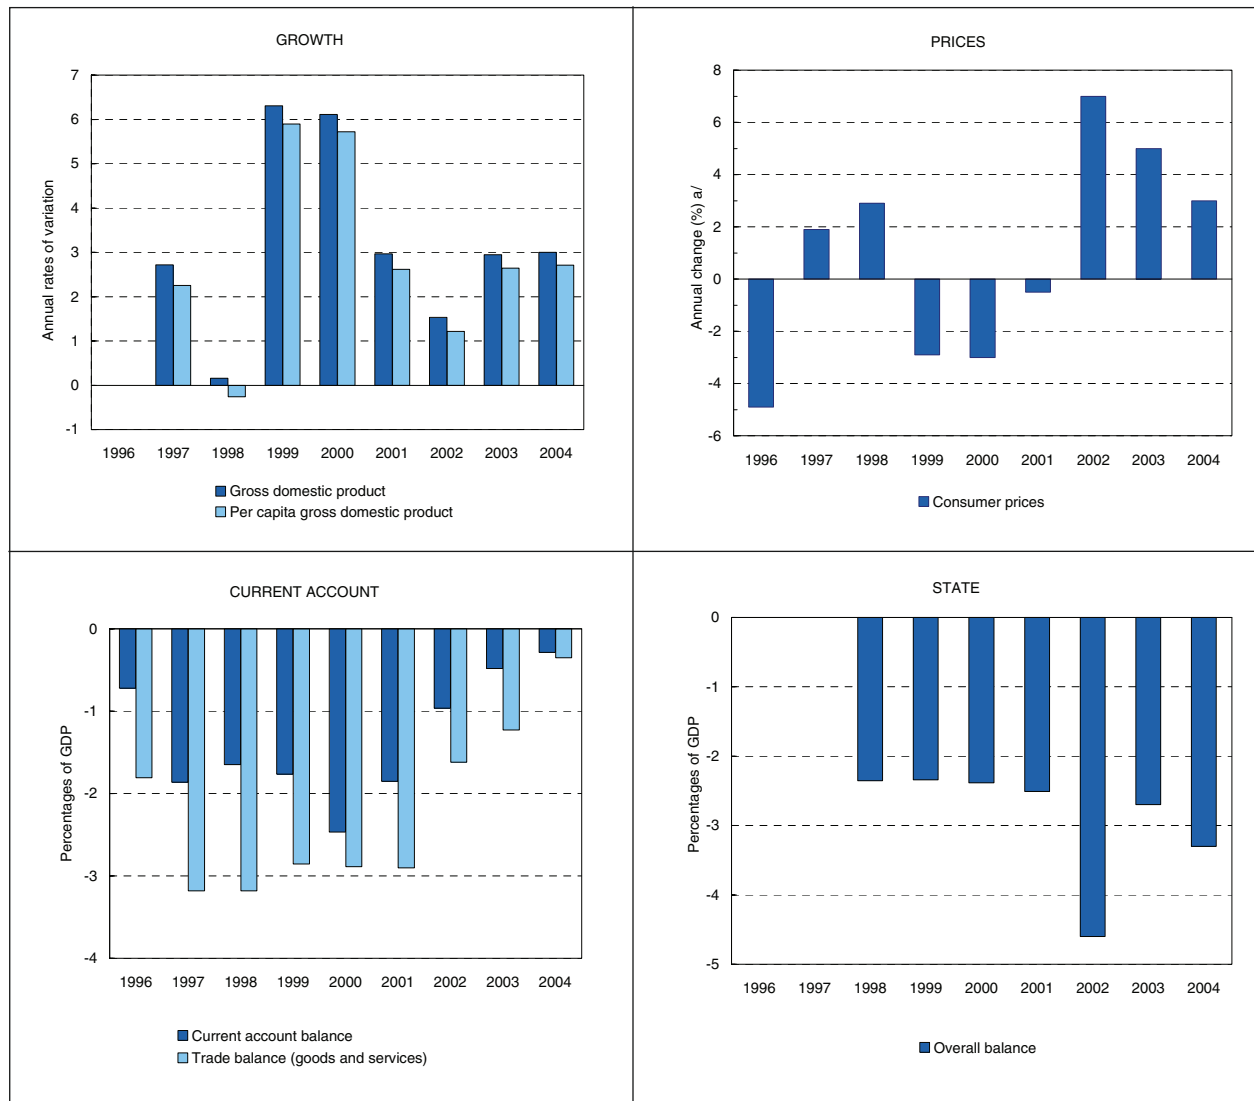 GROWTH
7
6
5
4
3
2
1
0
-1
Annual rates of variation
1996 1997 1998 1999 2000 2001 2002 2003 2004
Gross domestic product
Per capita gross domestic product
PRICES
8
6
4
2
0
-2
-4
-6
Annual change (%) a/
1996 1997 1998 1999 2000 2001 2002 2003 2004
Consumer prices
CURRENT ACCOUNT
0
-1
-2
-3
-4
Percentages of GDP
1996 1997 1998 1999 2000 2001 2002 2003 2004
Current account balance
Trade balance (goods and services)
STATE
0
-1
-2
-3
-4
-5
Percentages of GDP
1996 1997 1998 1999 2000 2001 2002 2003 2004
Overall balance